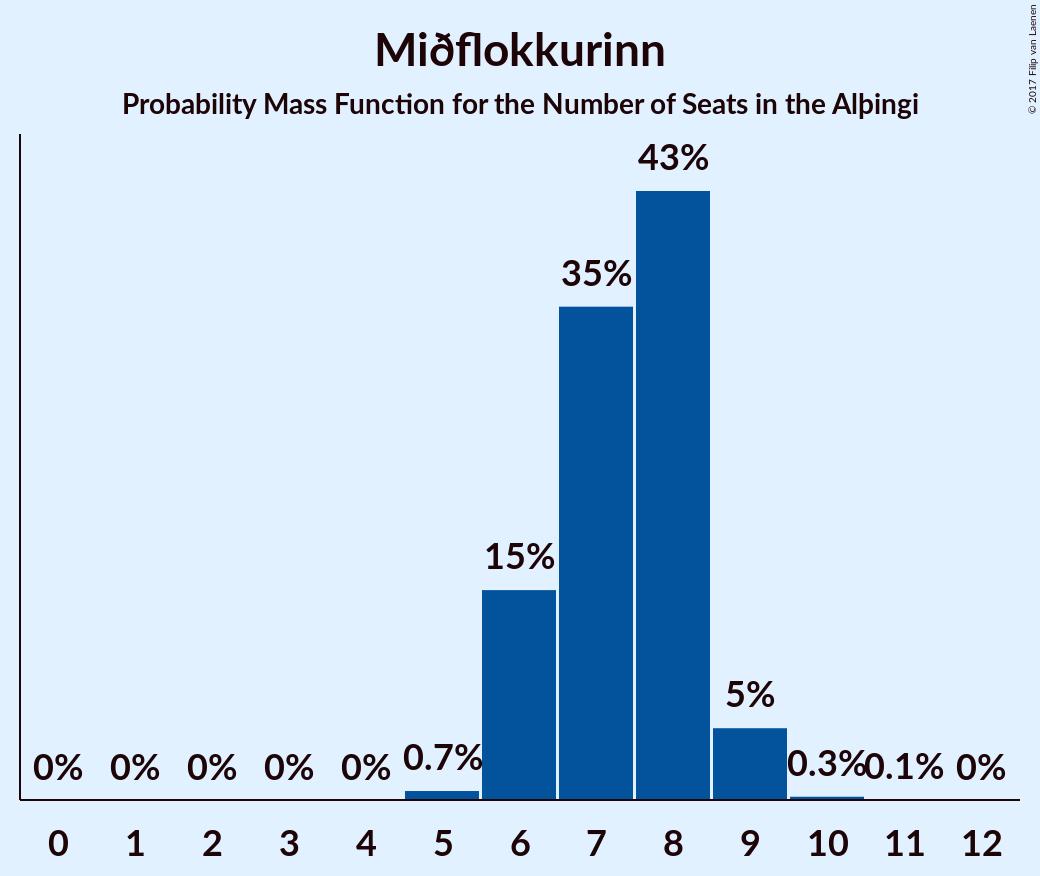 Miðflokkurinn
Probability Mass Function for the Number of Seats in the Alþingi
© 2017 Filip van Laenen
43%
35%
15%
5%
0% 0% 0% 0% 0% 0.7% 0.3% 0.1% 0%
0 1 2 3 4 5 6 7 8 9 10 11 12